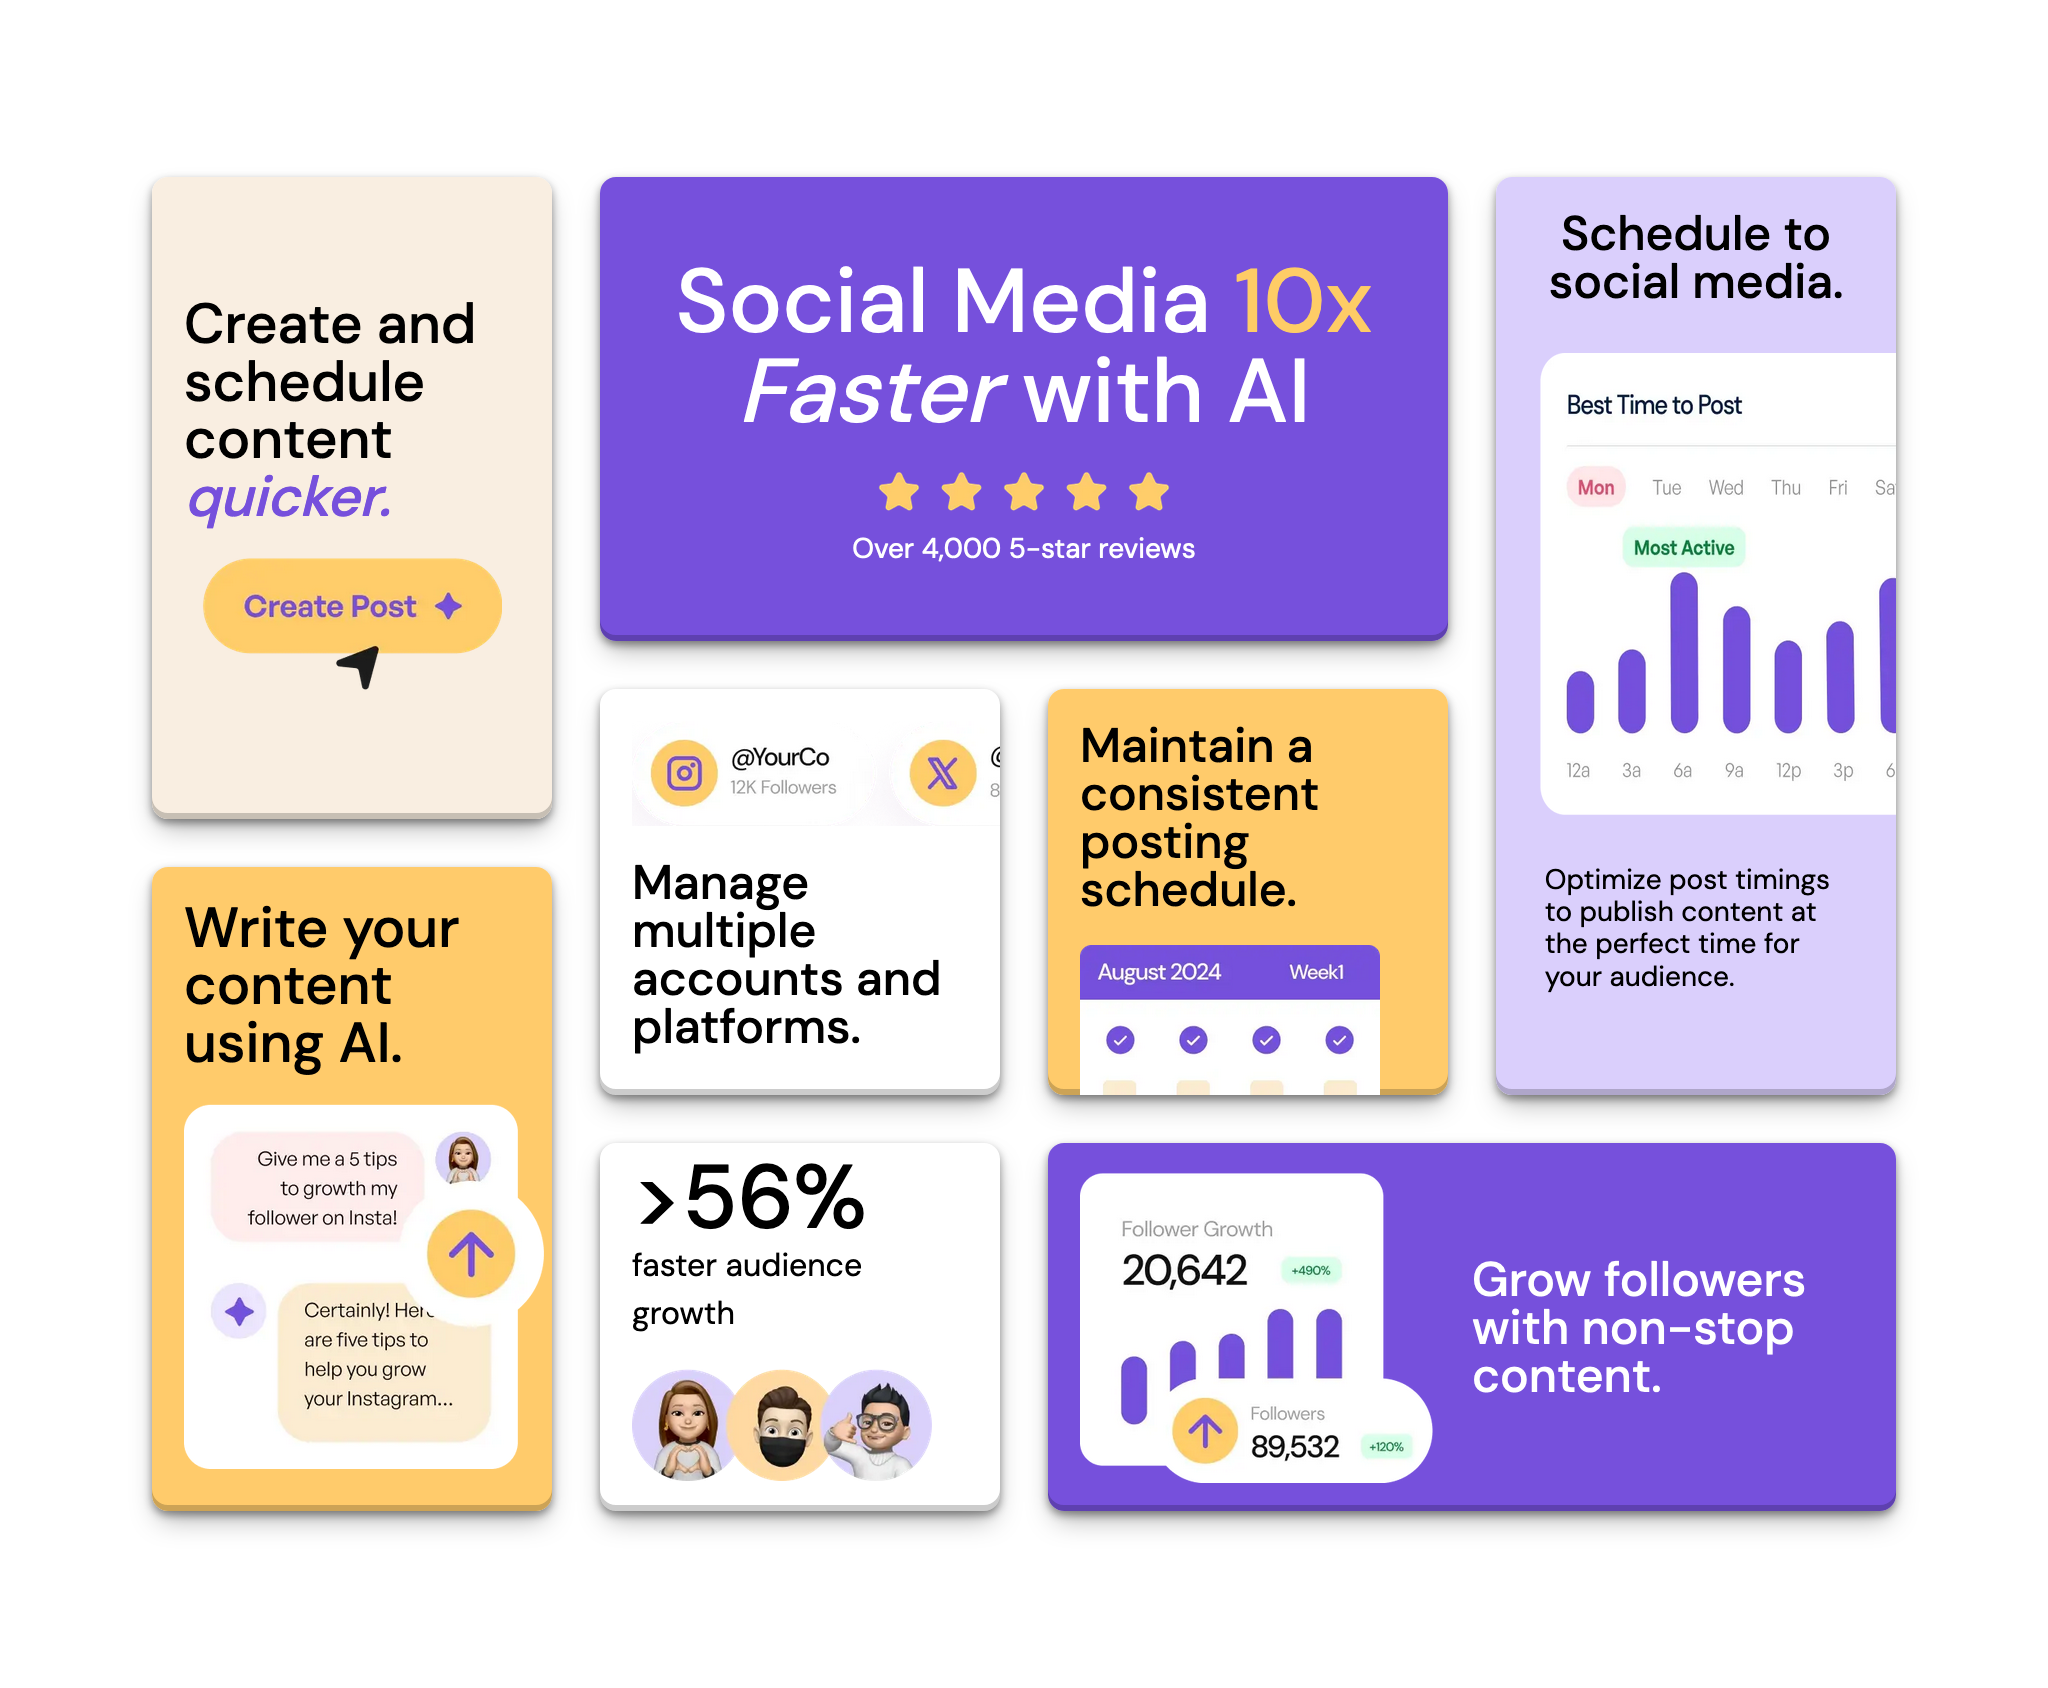 Create and
schedule
content
quicker.
Create Post
Social Media 10x
Faster with AI
Over 4,000 5-star reviews
Schedule to
social media.
Best Time to Post
Mon Tue Wed Thu Fri Sa
Most Active
12a 3a 6a 9a 12p 3p 6
Optimize post timings
to publish content at
the perfect time for
your audience.
@YourCo
12K Followers
@
8
Manage
multiple
accounts and
platforms.
Maintain a
consistent
posting
schedule.
August 2024 Week1
Write your
content
using AI.
Give me a 5 tips
to growth my
follower on Insta!
Certainly! Here
are five tips to
help you grow
your Instagram...
>56%
faster audience
growth
Follower Growth
20,642 +490%
Followers
89,532 +120%
Grow followers
with non-stop
content.